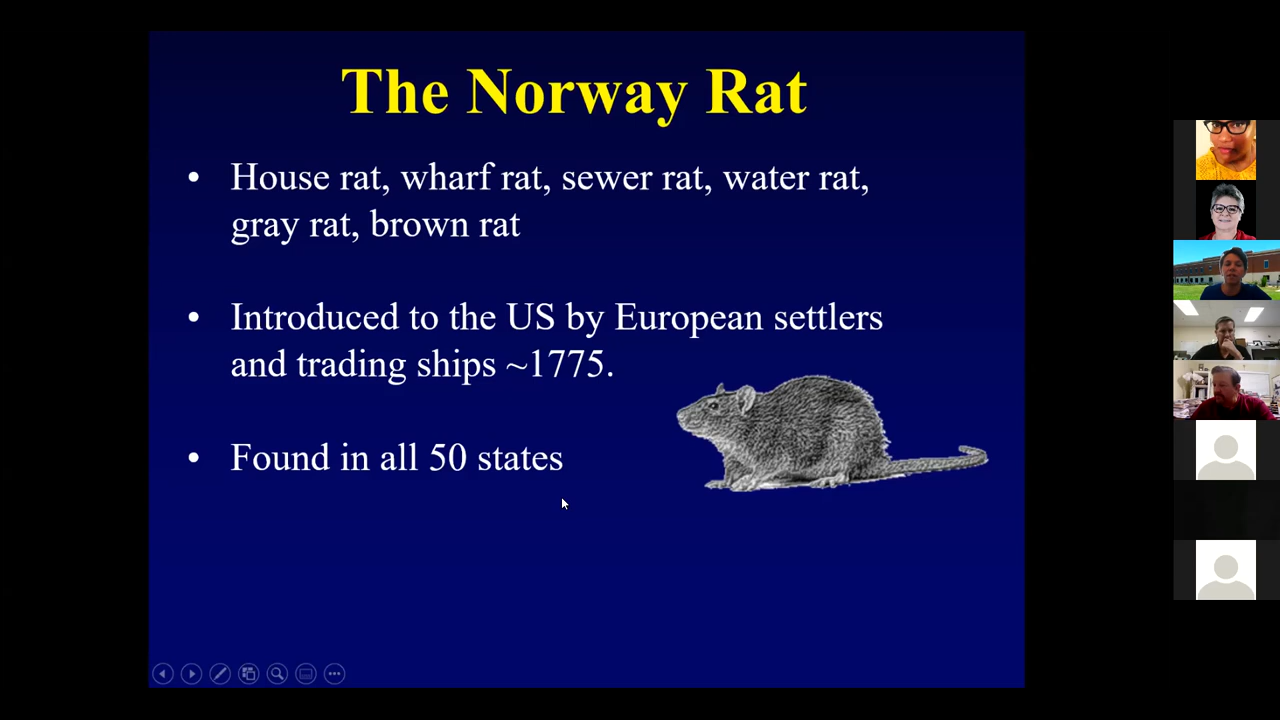 The Norway Rat
• House rat, wharf rat, sewer rat, water rat,
gray rat, brown rat
• Introduced to the US by European settlers
and trading ships ~1775.
• Found in all 50 states